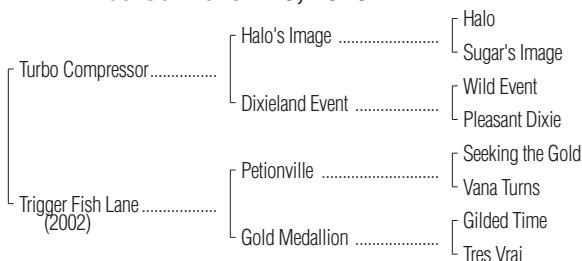 Halo
Halo's Image ........................
Sugar's Image
Turbo Compressor................
Wild Event
Dixieland Event ....................
Pleasant Dixie
Seeking the Gold
Petionville ............................
Vana Turns
Trigger Fish Lane..................
(2002)
Gilded Time
Gold Medallion .....................
Tres Vrai